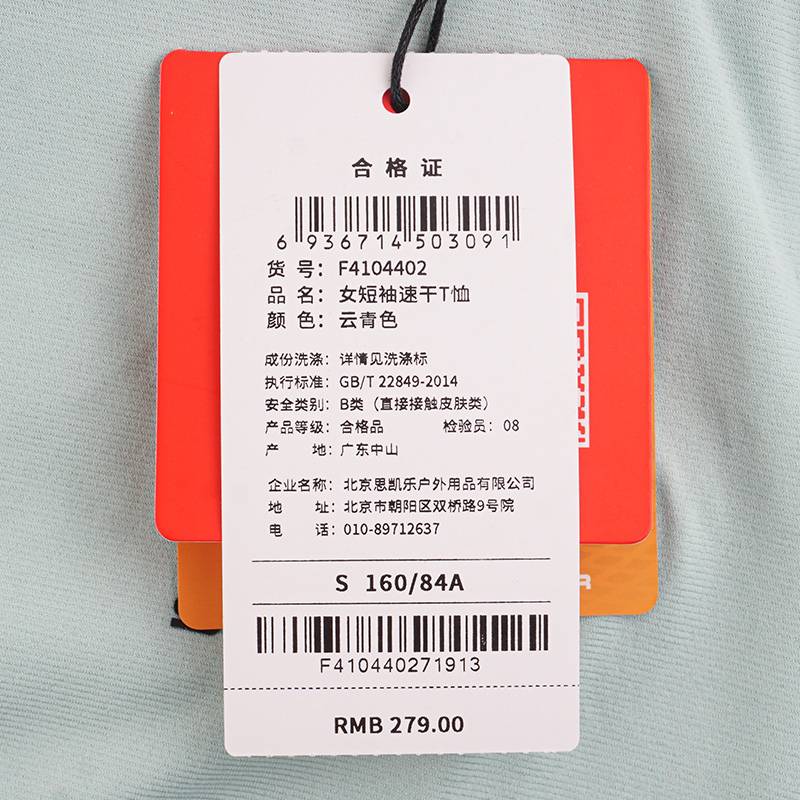 合格证
6 936714 503091
货 号：F4104402
品 名：女短袖速干T恤
颜 色：云青色
成份洗涤：详情见洗涤标
执行标准：GB/T 22849-2014
安全类别：B类（直接接触皮肤类）
产品等级：合格品 检验员：08
产 地：广东中山
企业名称：北京思凯乐户外用品有限公司
地 址：北京市朝阳区双桥路9号院
电 话：010-89712637
S 160/84A
F410440271913
RMB 279.00